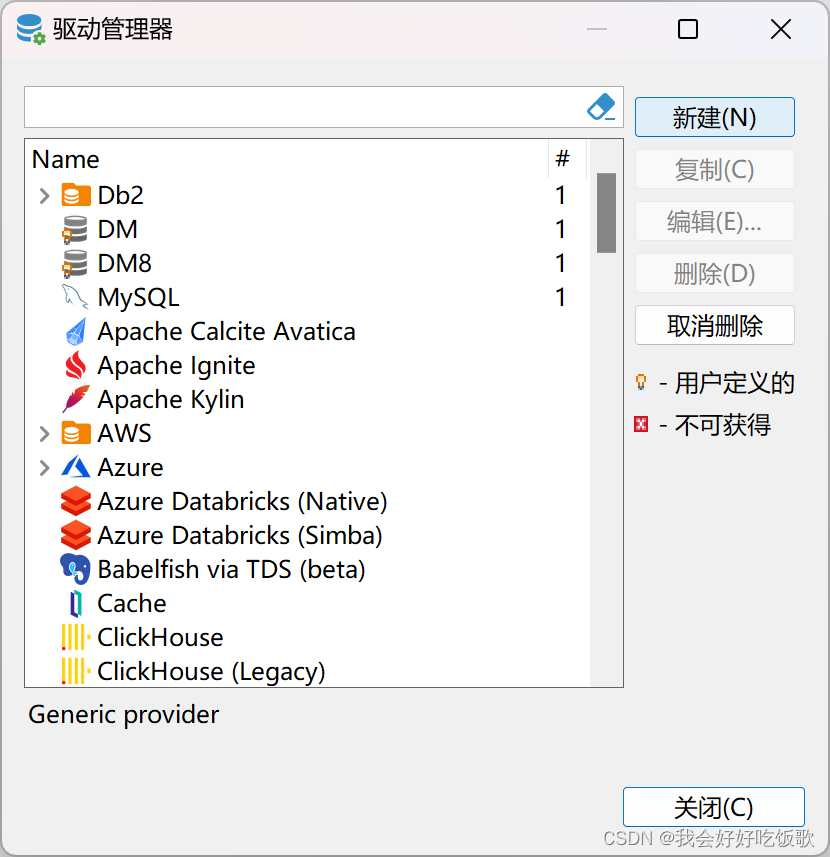 驱动管理器
新建(N)
Name #
复制(C)
Db2 1
DM 1
编辑(E)...
DM8 1
删除(D)
MySQL 1
取消删除
Apache Calcite Avatica
Apache Ignite
- 用户定义的
Apache Kylin
- 不可获得
AWS
Azure
Azure Databricks (Native)
Azure Databricks (Simba)
Babelfish via TDS (beta)
Cache
ClickHouse
ClickHouse (Legacy)
Generic provider
关闭(C)
CSDN @我会好好吃饭歌